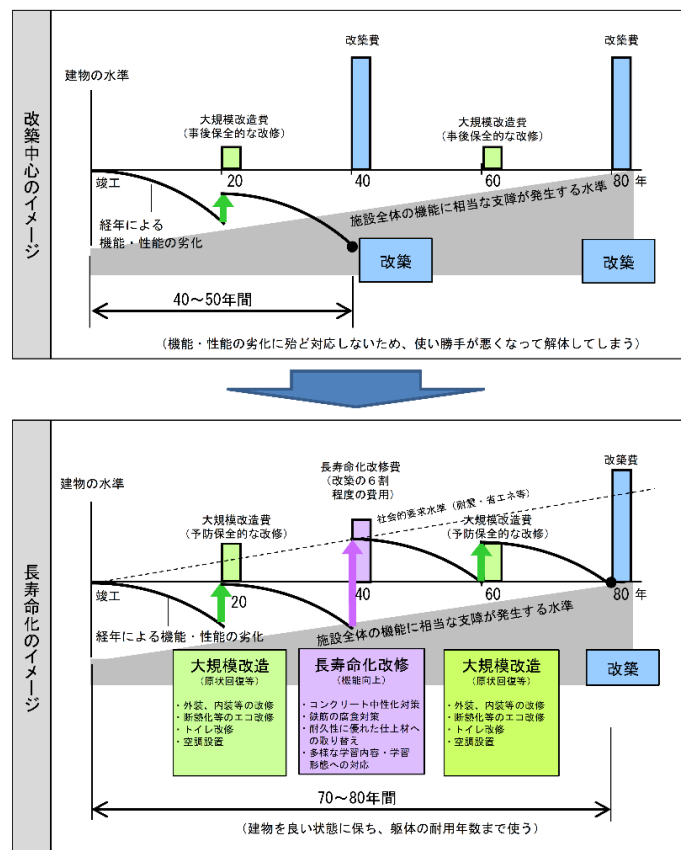 改築中心のイメージ
建物の水準
改築費
改築費
大規模改造費
(事後保全的な改修)
大規模改造費
(事後保全的な改修)
竣工
20
40
60
80 年
経年による
機能・性能の劣化
施設全体の機能に相当な支障が発生する水準
改築
改築
40～50年間
(機能・性能の劣化に殆ど対応しないため、使い勝手が悪くなって解体してしまう)
長寿命化のイメージ
建物の水準
長寿命化改修費
(改築の6割
程度の費用)
改築費
社会的要求水準(耐震・省エネ等)
大規模改造費
(予防保全的な改修)
大規模改造費
(予防保全的な改修)
竣工
20
40
60
80 年
経年による機能・性能の劣化
施設全体の機能に相当な支障が発生する水準
大規模改造
(原状回復等)
・外装、内装等の改修
・断熱化等のエコ改修
・トイレ改修
・空調設置
長寿命化改修
(機能向上)
・コンクリート中性化対策
・鉄筋の腐食対策
・耐久性に優れた仕上材へ
の取り替え
・多様な学習内容・学習
形態への対応
大規模改造
(原状回復等)
・外装、内装等の改修
・断熱化等のエコ改修
・トイレ改修
・空調設置
改築
70～80年間
(建物を良い状態に保ち、躯体の耐用年数まで使う)